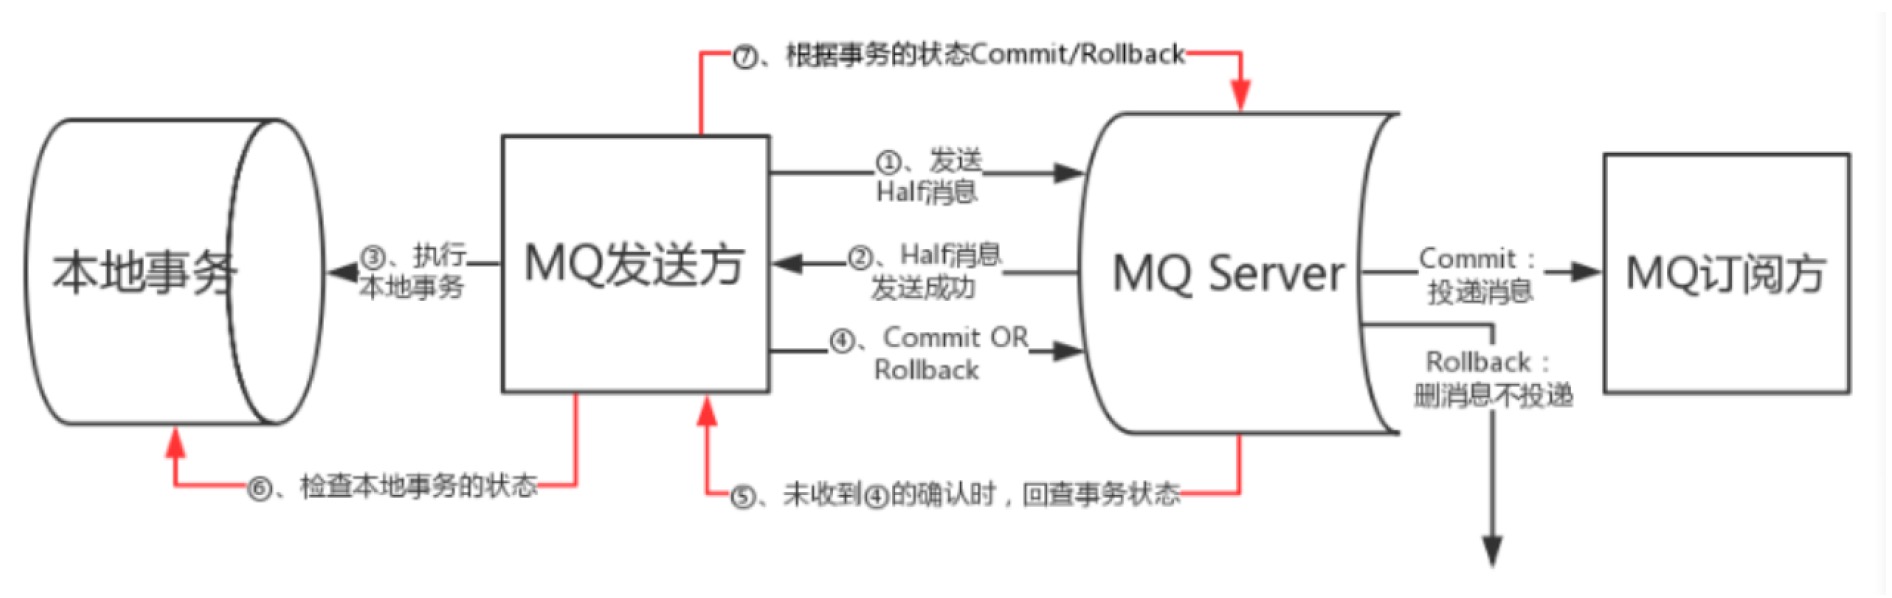 ⑦、根据事务的状态Commit/Rollback
①、发送
Half消息
本地事务
③、执行
本地事务
MQ发送方
②、Half消息
发送成功
MQ Server
Commit：
投递消息
MQ订阅方
④、Commit OR
Rollback
Rollback：
删消息不投递
⑥、检查本地事务的状态
⑤、未收到④的确认时，回查事务状态